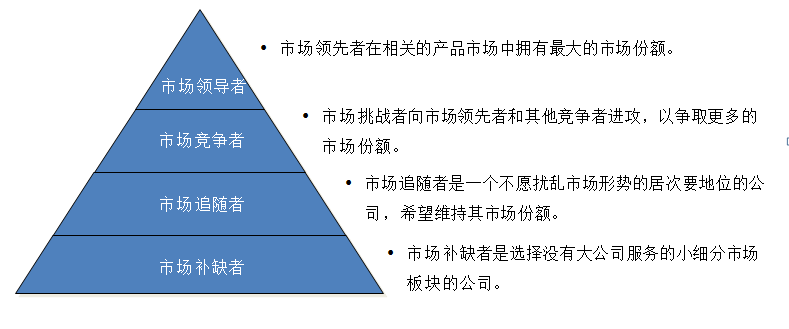 市场领导者
• 市场领先者在相关的产品市场中拥有最大的市场份额。
市场竞争者
• 市场挑战者向市场领先者和其他竞争者进攻，以争取更多的
市场份额。
市场追随者
• 市场追随者是一个不愿扰乱市场形势的居次要地位的公
司，希望维持其市场份额。
市场补缺者
• 市场补缺者是选择没有大公司服务的小细分市场
板块的公司。